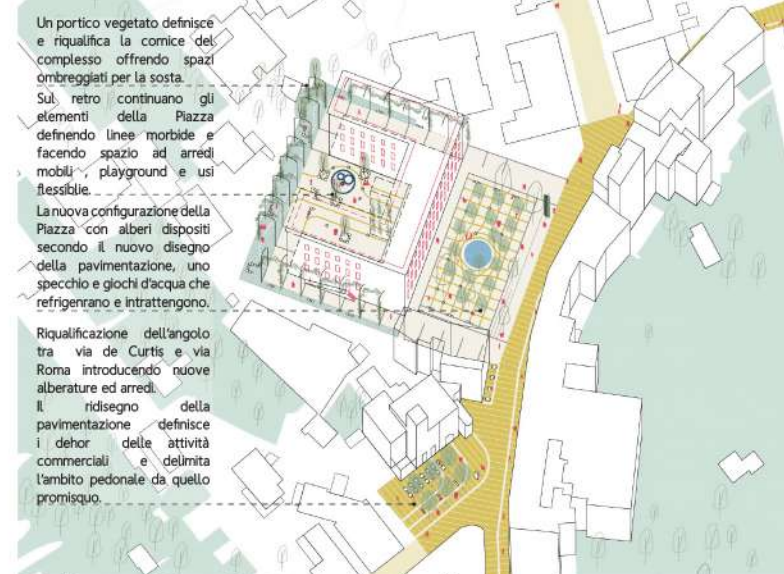 Un portico vegetato definisce
e riqualifica la cornice del
complesso offrendo spazi
ombreggiati per la sosta.
Sul retro continuano gli
elementi della Piazza
definendo linee morbide e
facendo spazio ad arredi
mobili , playground e usi
flessiblie.
La nuova configurazione della
Piazza con alberi disposti
secondo il nuovo disegno
della pavimentazione, uno
specchio e giochi d'acqua che
refrigenrano e intrattengono.
Riqualificazione dell'angolo
tra via de Curtis e via
Roma introducendo nuove
alberature ed arredi.
Il ridisegno della
pavimentazione definisce
i dehor delle attività
commerciali e delimita
l'ambito pedonale da quello
promisquo.